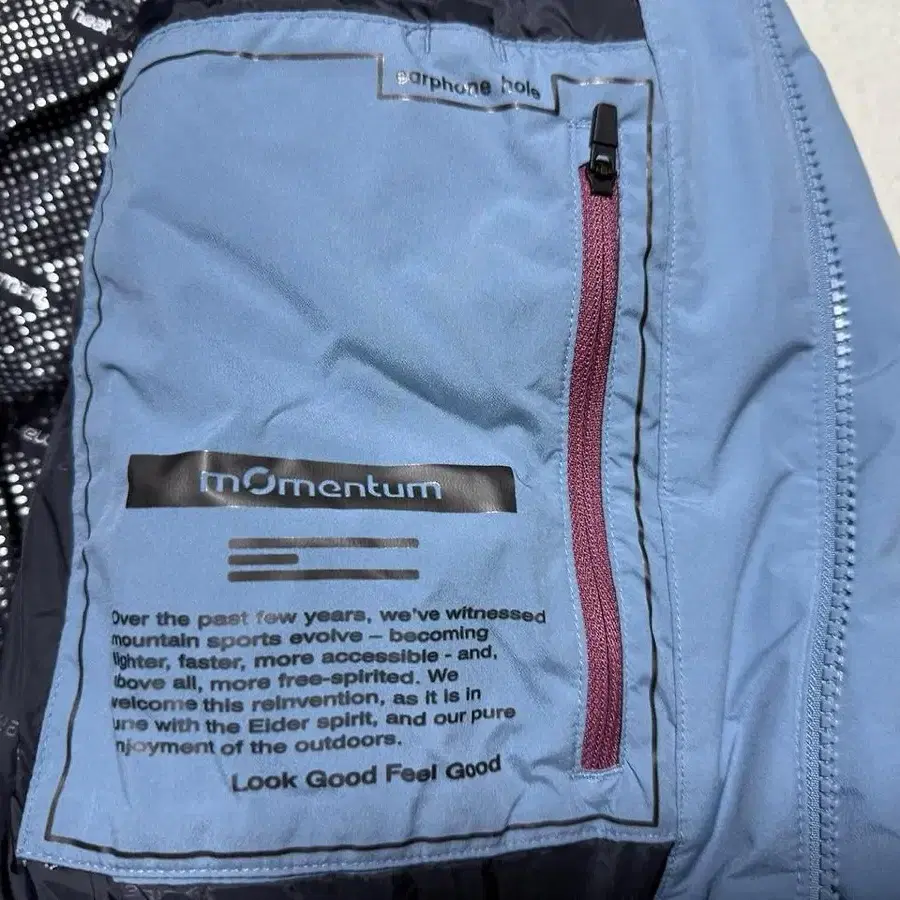 earphone hole
mOmentum
Over the past few years, we've witnessed
mountain sports evolve – becoming
lighter, faster, more accessible - and,
above all, more free-spirited. We
welcome this reinvention, as it is in
tune with the Eider spirit, and our pure
enjoyment of the outdoors.
Look Good Feel Good